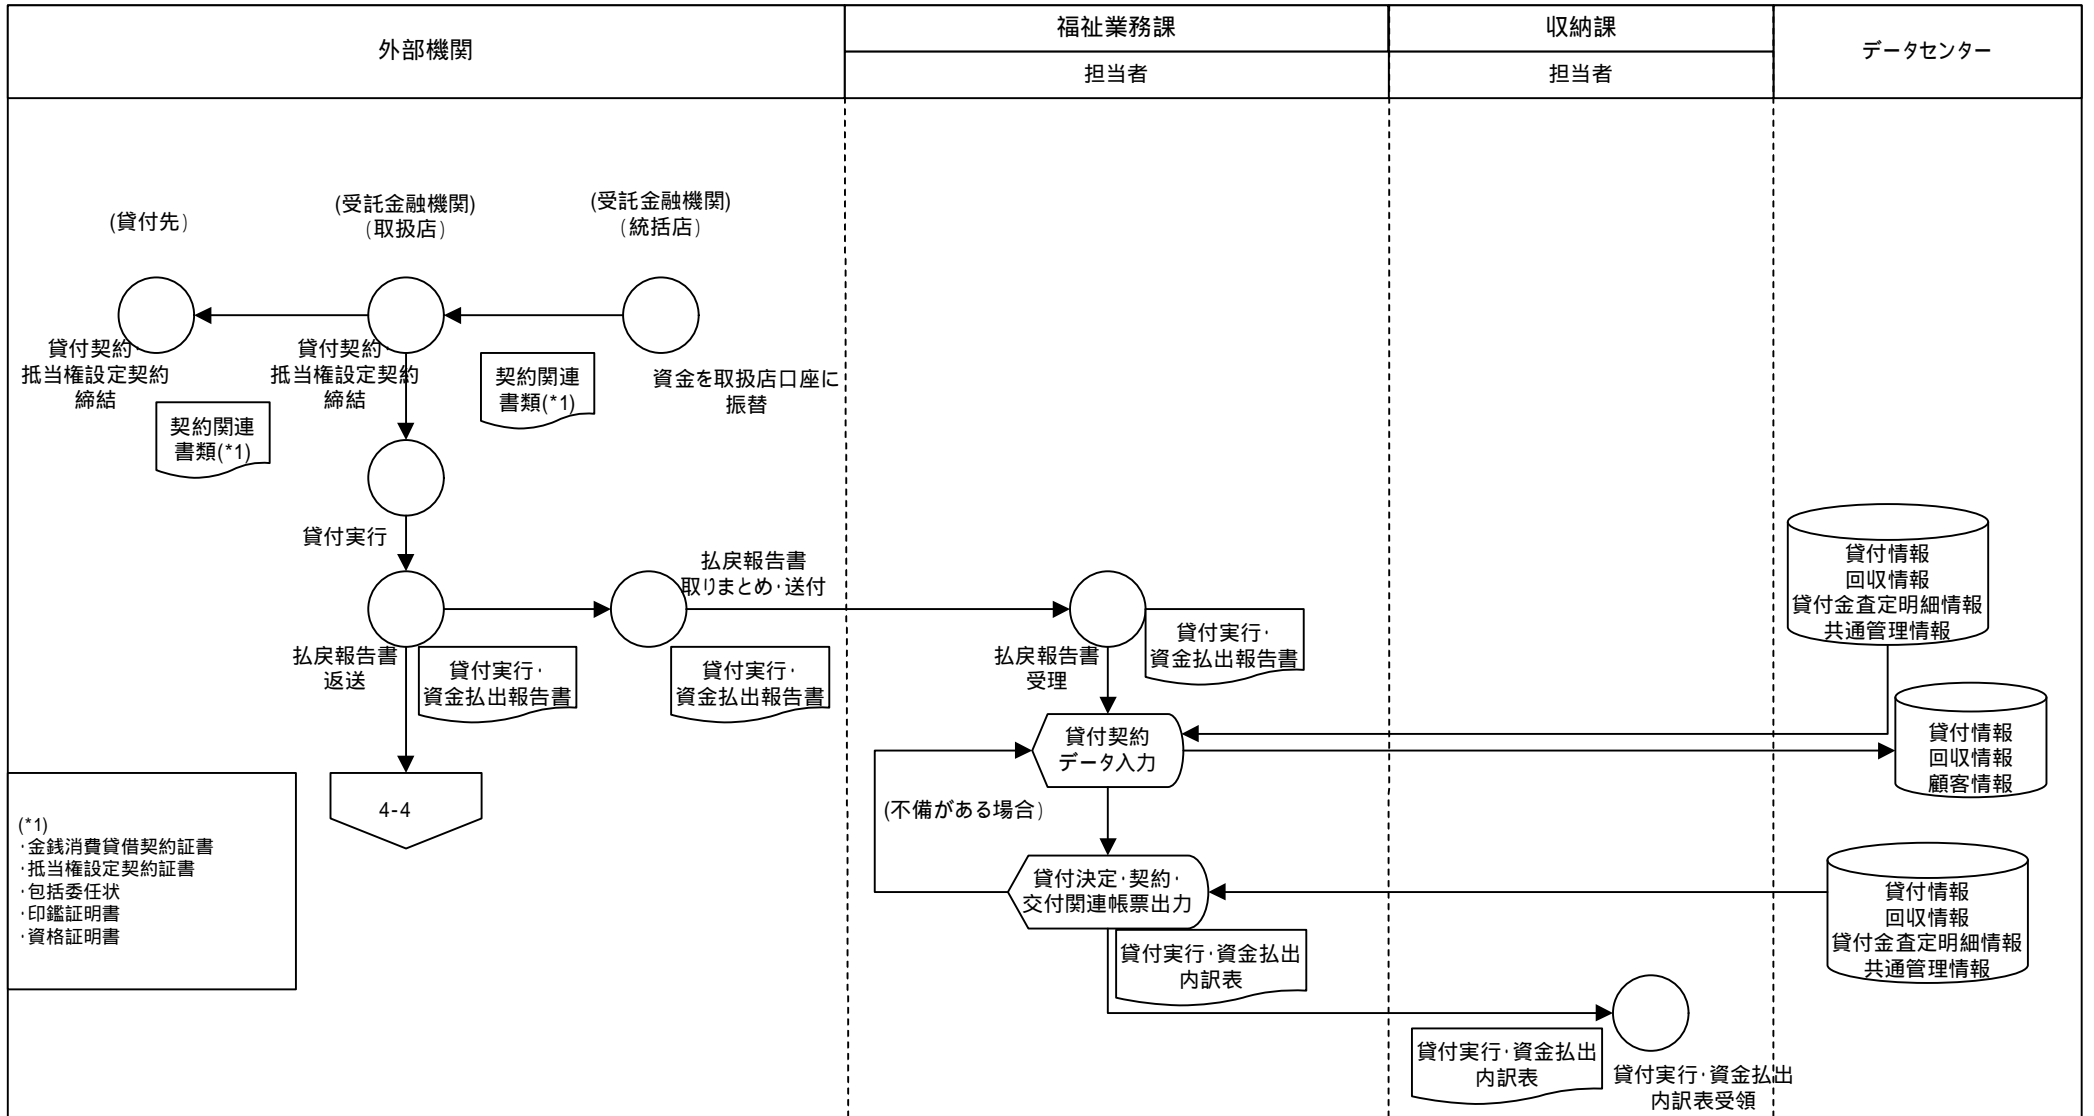 外部機関
福祉業務課
担当者
収納課
担当者
データセンター
(貸付先)
(受託金融機関)
(取扱店)
(受託金融機関)
(統括店)
貸付契約・
抵当権設定契約
締結
貸付契約・
抵当権設定契約
締結
契約関連
書類(*1)
資金を取扱店口座に
振替
契約関連
書類(*1)
貸付実行
払戻報告書
取りまとめ・送付
払戻報告書
返送
貸付実行・
資金払出報告書
貸付実行・
資金払出報告書
払戻報告書
受理
貸付実行・
資金払出報告書
貸付情報
回収情報
貸付金査定明細情報
共通管理情報
貸付契約
データ入力
貸付情報
回収情報
顧客情報
4-4
(不備がある場合)
(*1)
・金銭消費貸借契約証書
・抵当権設定契約証書
・包括委任状
・印鑑証明書
・資格証明書
貸付決定・契約・
交付関連帳票出力
貸付情報
回収情報
貸付金査定明細情報
共通管理情報
貸付実行・資金払出
内訳表
貸付実行・資金払出
内訳表
貸付実行・資金払出
内訳表受領